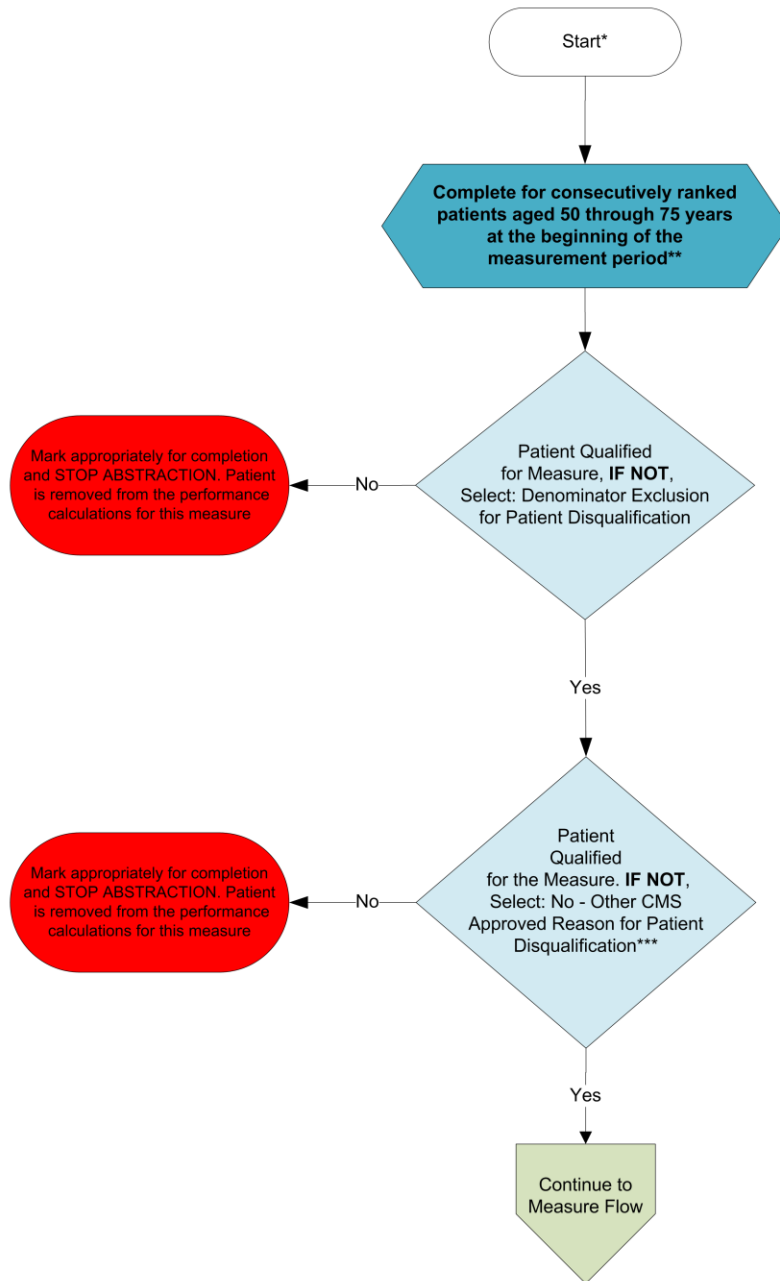 Start*
Complete for consecutively ranked
patients aged 50 through 75 years
at the beginning of the
measurement period**
Patient Qualified
for Measure, IF NOT,
Select: Denominator Exclusion
for Patient Disqualification
No
Mark appropriately for completion
and STOP ABSTRACTION. Patient
is removed from the performance
calculations for this measure
Yes
Patient
Qualified
for the Measure. IF NOT,
Select: No - Other CMS
Approved Reason for Patient
Disqualification***
No
Mark appropriately for completion
and STOP ABSTRACTION. Patient
is removed from the performance
calculations for this measure
Yes
Continue to
Measure Flow